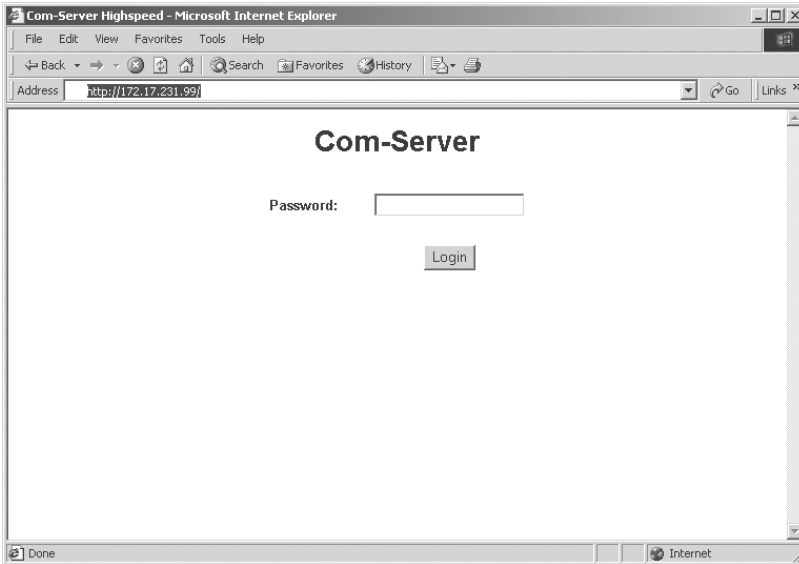 Com-Server Highspeed - Microsoft Internet Explorer
File Edit View Favorites Tools Help
Back Search Favorites History
Address http://172.17.231.99/ Go Links »
Com-Server
Password:
Login
Done Internet